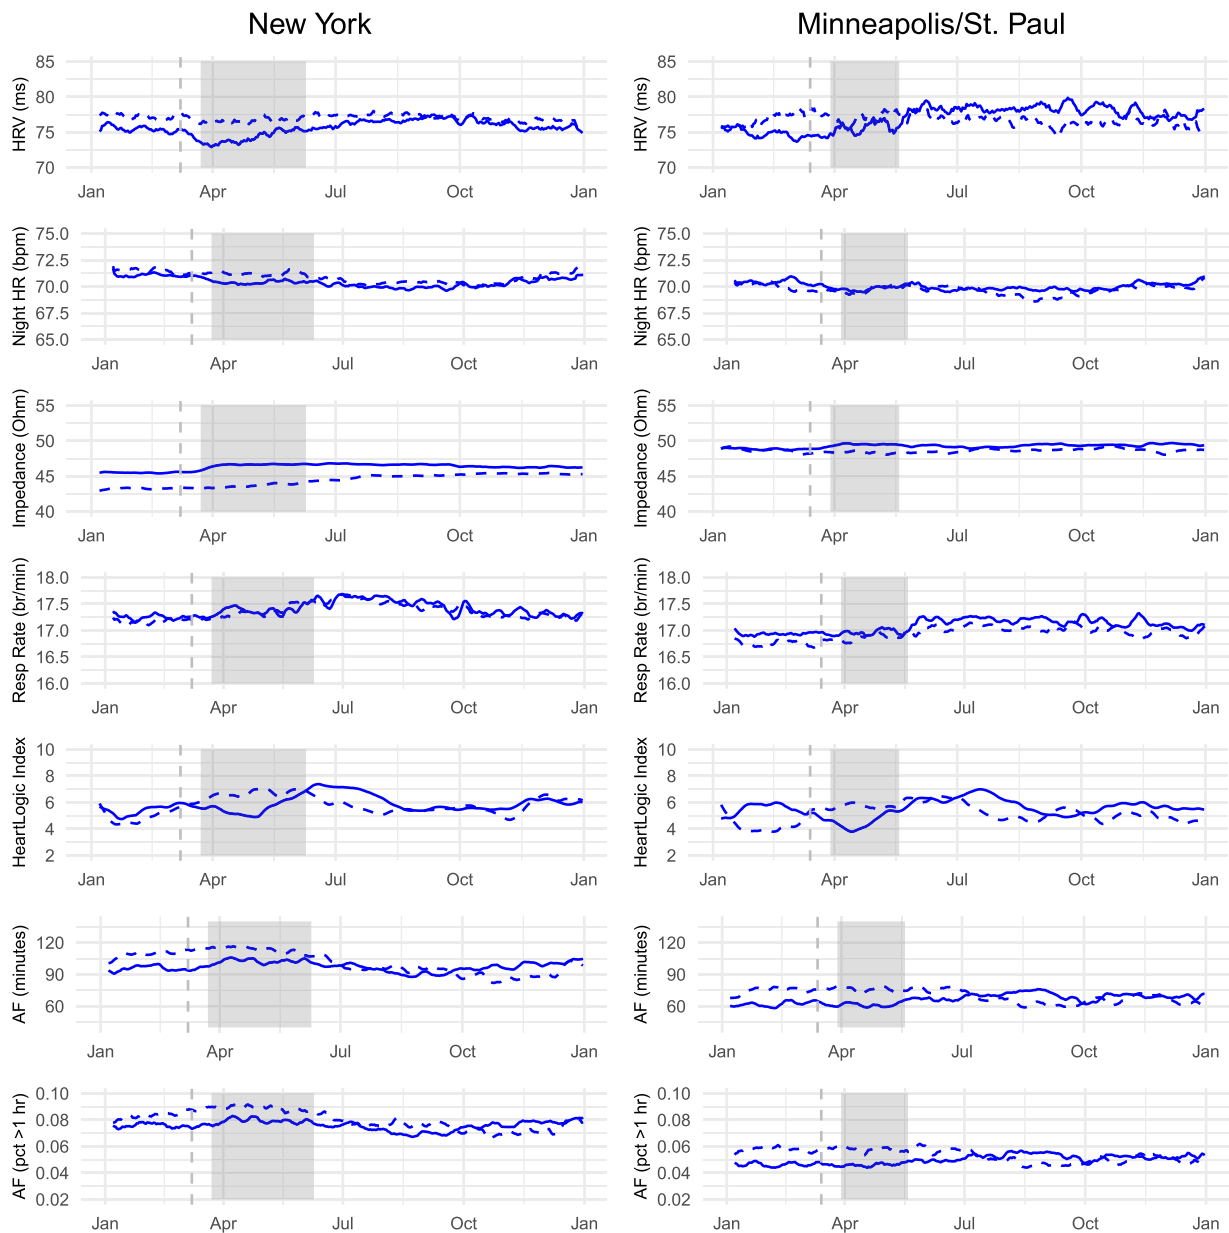 New York
Minneapolis/St. Paul
HRV (ms)
85
80
75
70
Jan Apr Jul Oct Jan
HRV (ms)
85
80
75
70
Jan Apr Jul Oct Jan
Night HR (bpm)
75.0
72.5
70.0
67.5
65.0
Jan Apr Jul Oct Jan
Night HR (bpm)
75.0
72.5
70.0
67.5
65.0
Jan Apr Jul Oct Jan
Impedance (Ohm)
55
50
45
40
Jan Apr Jul Oct Jan
Impedance (Ohm)
55
50
45
40
Jan Apr Jul Oct Jan
Resp Rate (br/min)
18.0
17.5
17.0
16.5
16.0
Jan Apr Jul Oct Jan
Resp Rate (br/min)
18.0
17.5
17.0
16.5
16.0
Jan Apr Jul Oct Jan
HeartLogic Index
10
8
6
4
2
Jan Apr Jul Oct Jan
HeartLogic Index
10
8
6
4
2
Jan Apr Jul Oct Jan
AF (minutes)
120
90
60
Jan Apr Jul Oct Jan
AF (minutes)
120
90
60
Jan Apr Jul Oct Jan
AF (pct >1 hr)
0.10
0.08
0.06
0.04
0.02
Jan Apr Jul Oct Jan
AF (pct >1 hr)
0.10
0.08
0.06
0.04
0.02
Jan Apr Jul Oct Jan